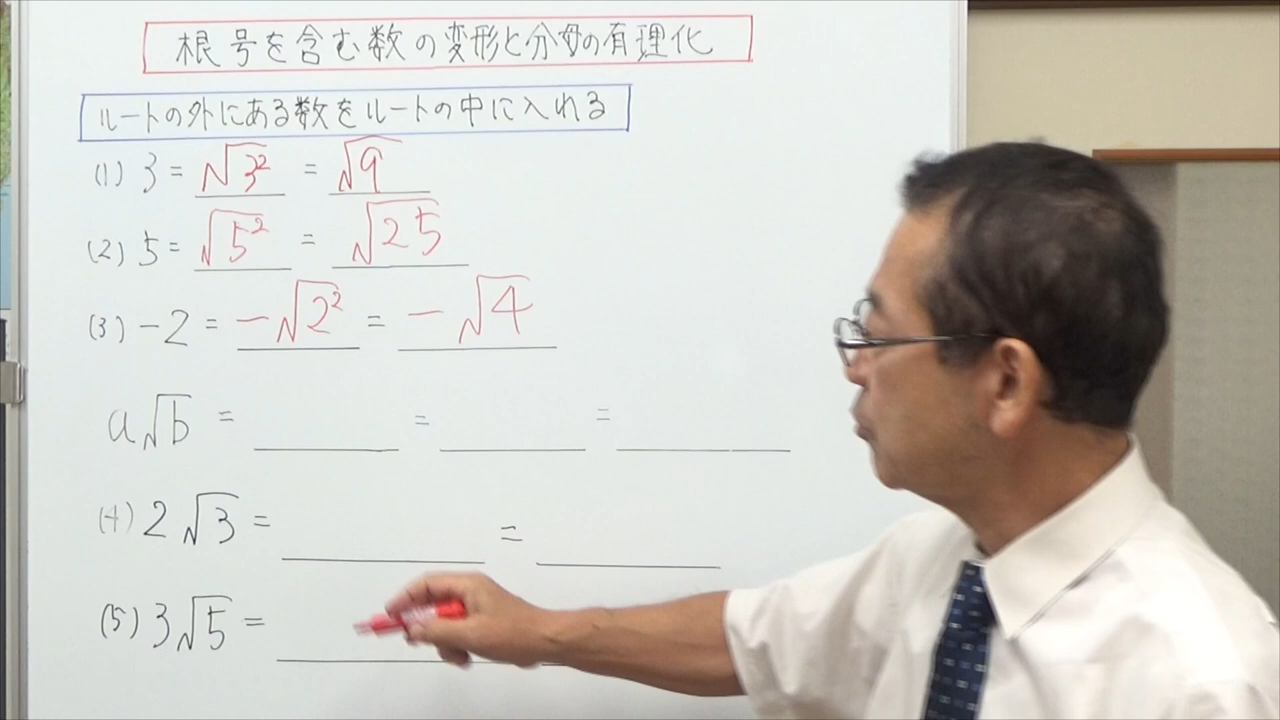 根号を含む数の変形と分母の有理化
ルートの外にある数をルートの中に入れる
(1) 3 = √3² = √9
(2) 5 = √5² = √25
(3) -2 = -√2² = -√4
a√b = = =
(4) 2√3 = =
(5) 3√5 =